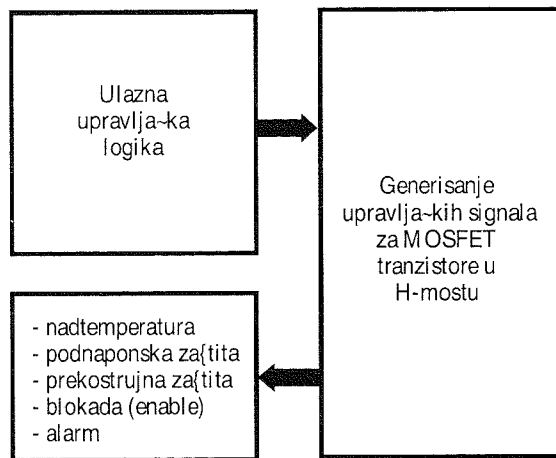 Ulazna
upravlja~ka
logika
Generisanje
upravlja~kih signala
za MOSFET
tranzistore u
H-mostu
- nadtemperatura
- podnaponska za{tita
- prekostrujna za{tita
- blokada (enable)
- alarm